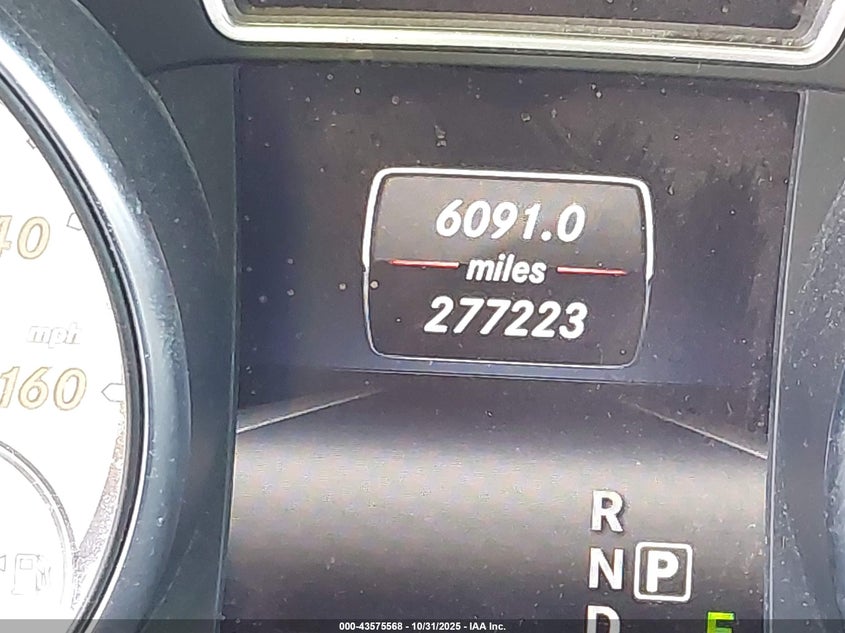 6091.0
miles
277223
40
mph
160
R
N P
D E
000-43575568 - 10/31/2025 - IAA Inc.